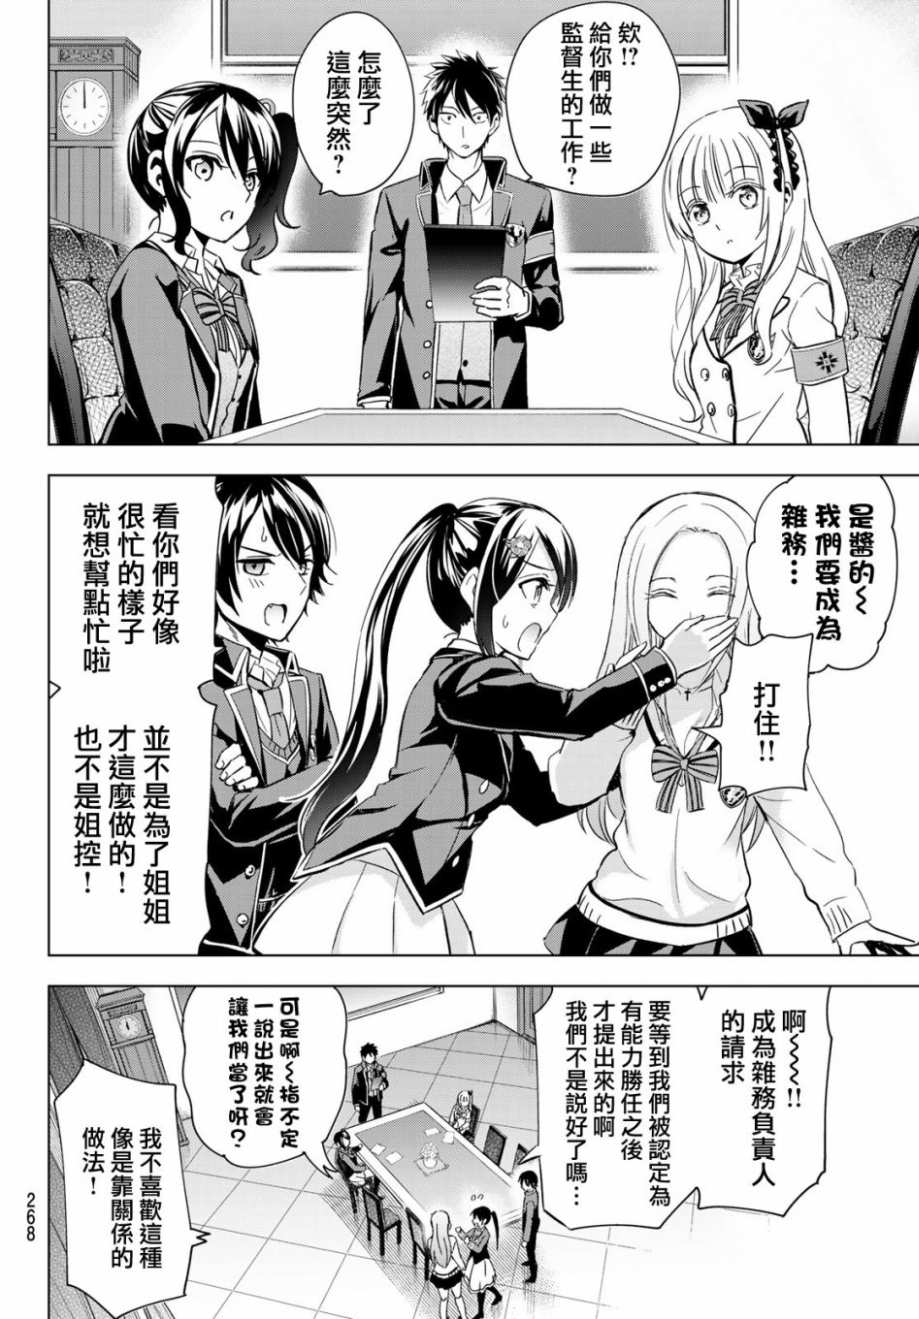 欸!?
給你們做一些
監督生的工作?
怎麼了
這麼突然?
是醬的~
我們要成為
雜務…
打住!!
看你們好像
很忙的樣子
就想幫點忙啦
並不是為了姐姐
才這麼做的!
也不是姐控!
啊~~!!
成為雜務負責人
的請求
要等到我們被認定為
有能力勝任之後
才提出來的啊
我們不是說好了嗎…
可是啊~指不定
一說出來就會
讓我們當了呀?
我不喜歡這種
像是靠關係的
做法!
268